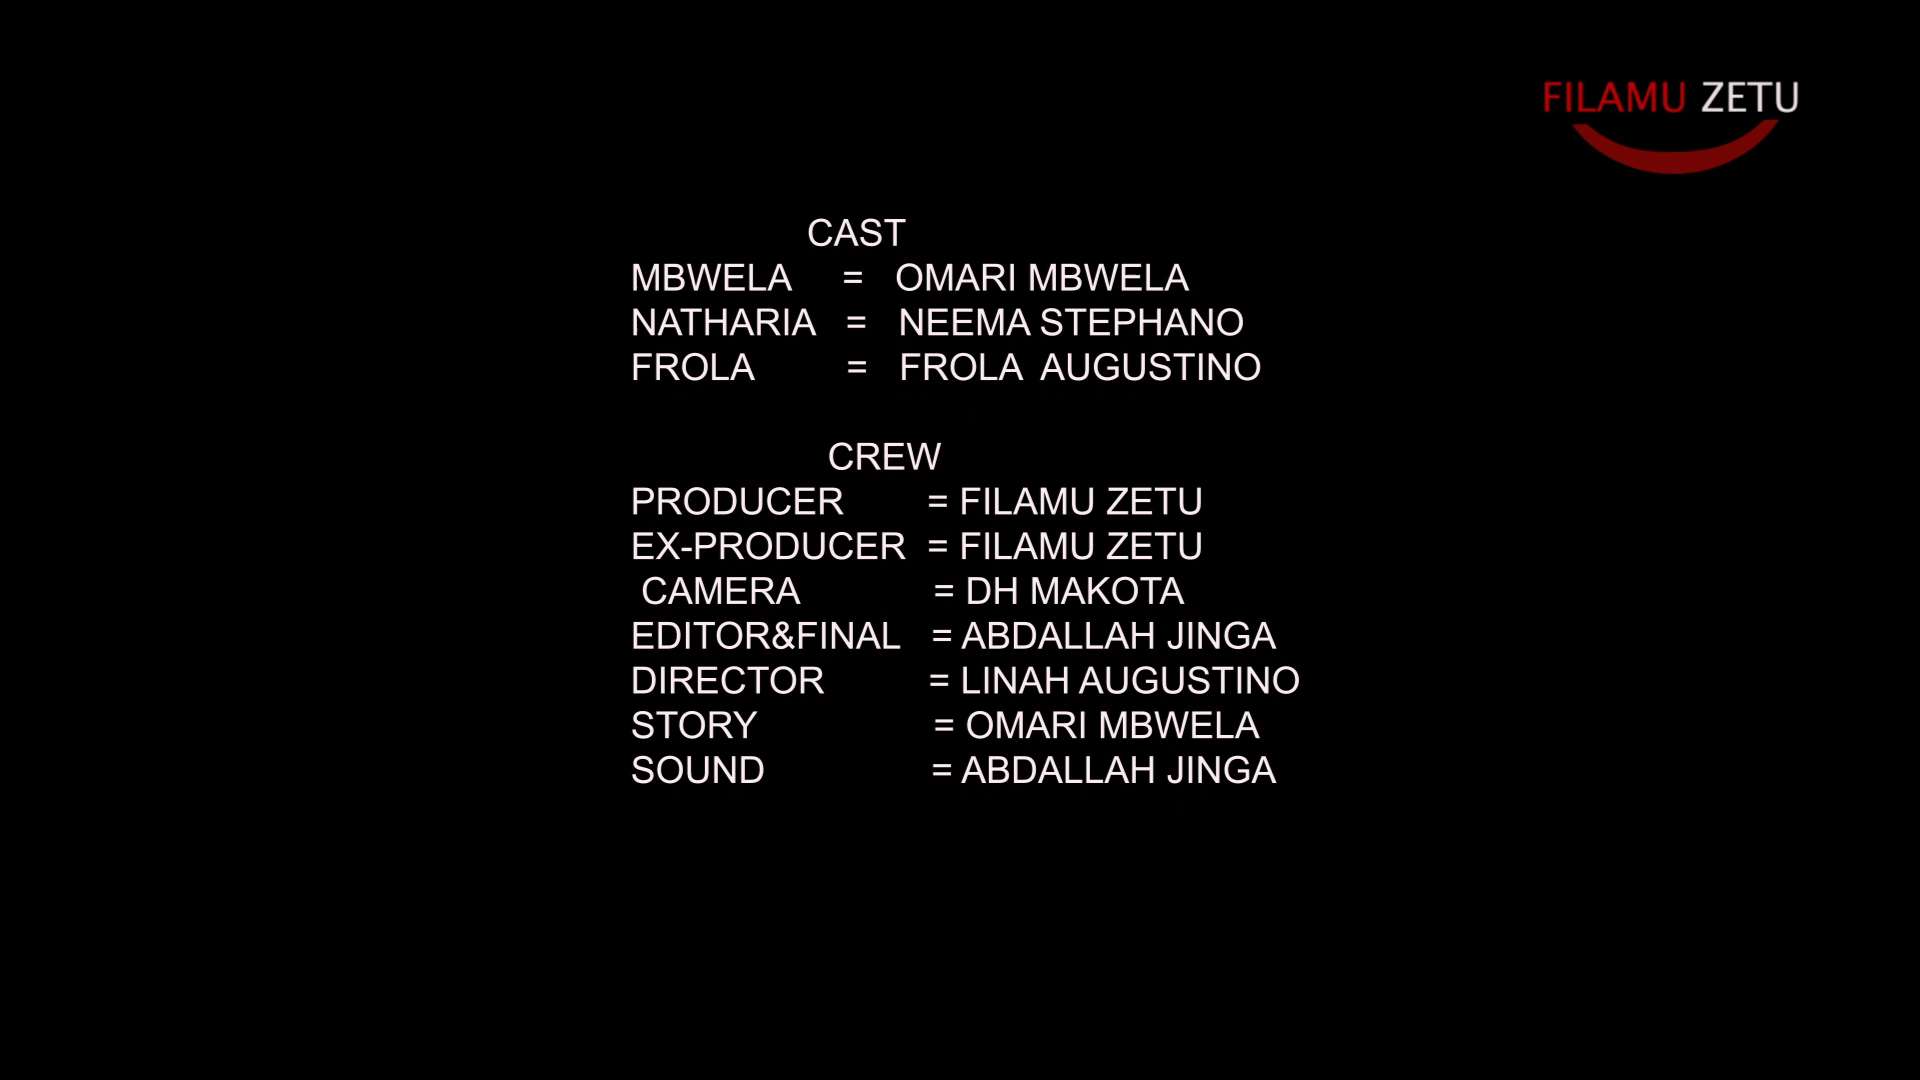 FILAMU ZETU
CAST
MBWELA = OMARI MBWELA
NATHARIA = NEEMA STEPHANO
FROLA = FROLA AUGUSTINO
CREW
PRODUCER = FILAMU ZETU
EX-PRODUCER = FILAMU ZETU
CAMERA = DH MAKOTA
EDITOR&FINAL = ABDALLAH JINGA
DIRECTOR = LINAH AUGUSTINO
STORY = OMARI MBWELA
SOUND = ABDALLAH JINGA